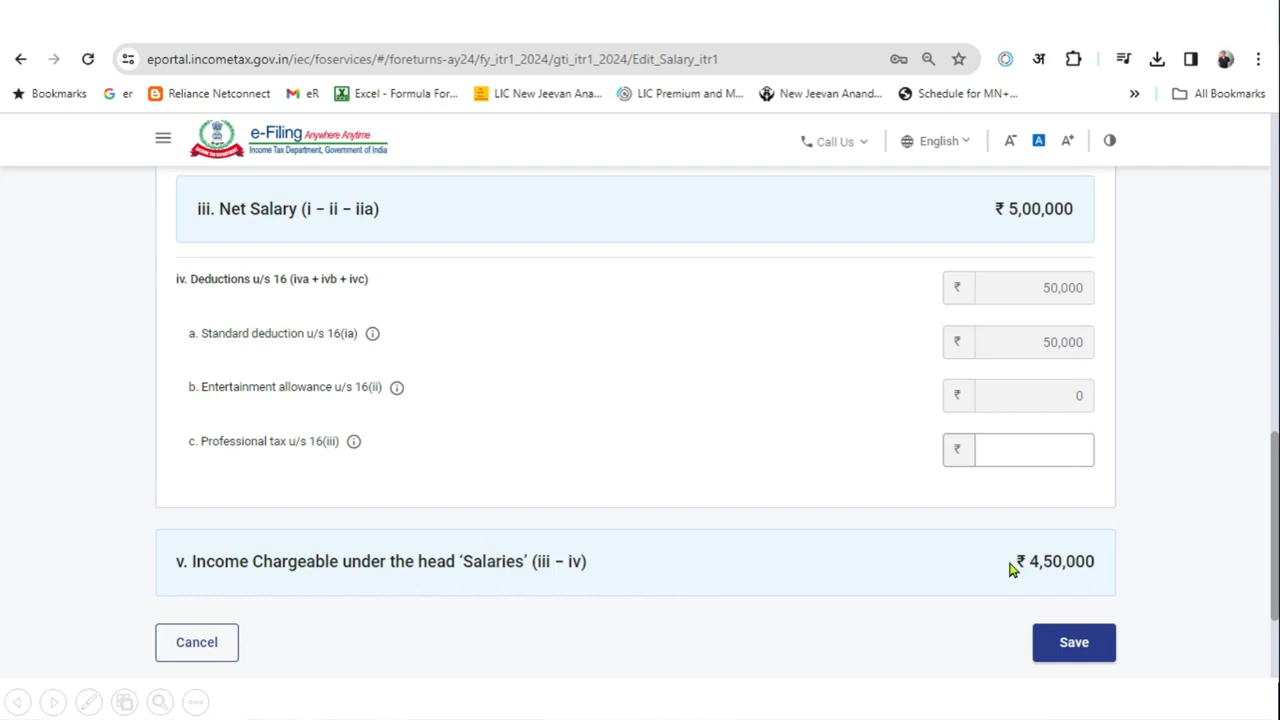 eportal.incometax.gov.in/iec/foservices/#/foreturns-ay24/fy_itr1_2024/gti_itr1_2024/Edit_Salary_itr1
अ
Bookmarks G er Reliance Netconnect eR Excel - Formula For... LIC New Jeevan Ana... LIC Premium and M... New Jeevan Anand... Schedule for MN+... » All Bookmarks
e-Filing Anywhere Anytime
Income Tax Department, Government of India
Call Us English A- A A+
iii. Net Salary (i − ii − iia) ₹ 5,00,000
iv. Deductions u/s 16 (iva + ivb + ivc) ₹ 50,000
a. Standard deduction u/s 16(ia) ₹ 50,000
b. Entertainment allowance u/s 16(ii) ₹ 0
c. Professional tax u/s 16(iii) ₹
v. Income Chargeable under the head ‘Salaries’ (iii − iv) ₹ 4,50,000
Cancel Save